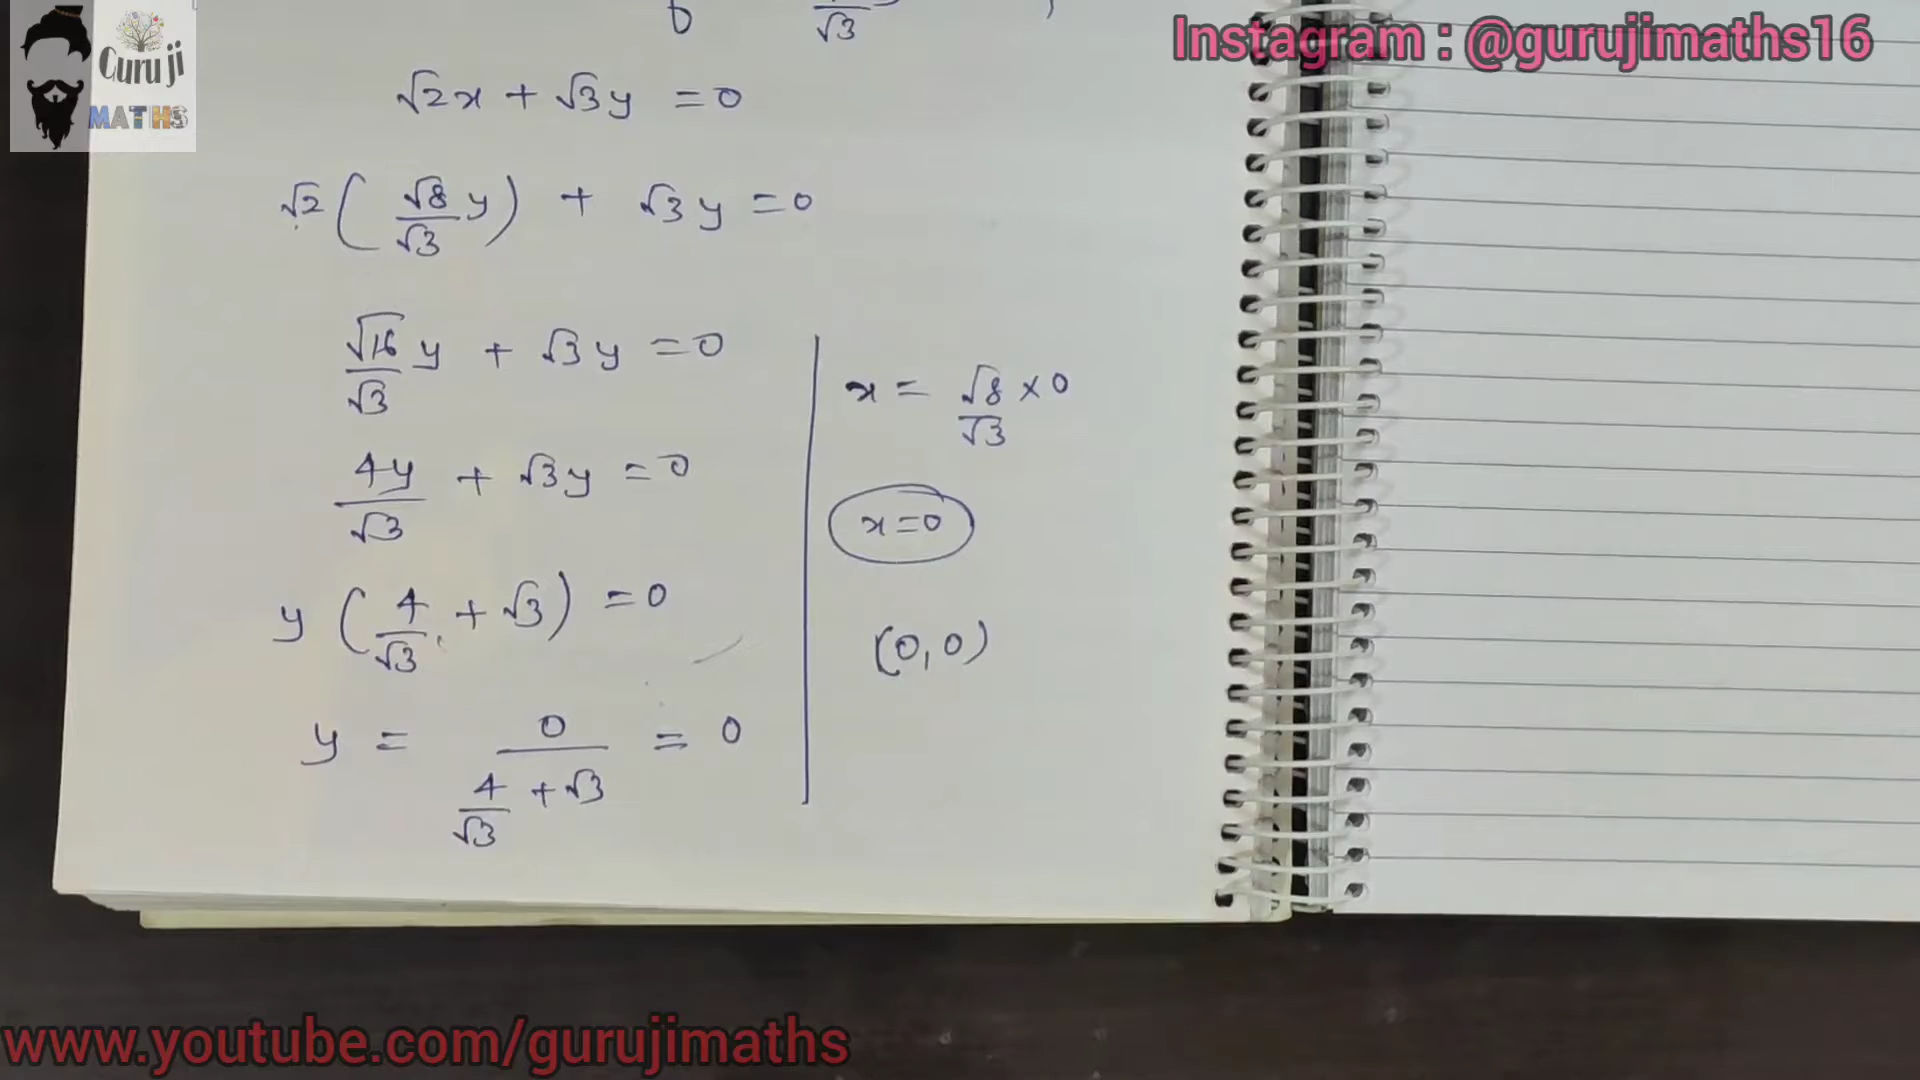 Guruji
MATHS
Instagram : @gurujimaths16
√3
√2x + √3y = 0
√2 ( √8/√3 y ) + √3y = 0
√16/√3 y + √3y = 0
4y/√3 + √3y = 0
y ( 4/√3 + √3 ) = 0
y = 0/(4/√3 + √3) = 0
x = √8/√3 × 0
x = 0
(0,0)
www.youtube.com/gurujimaths